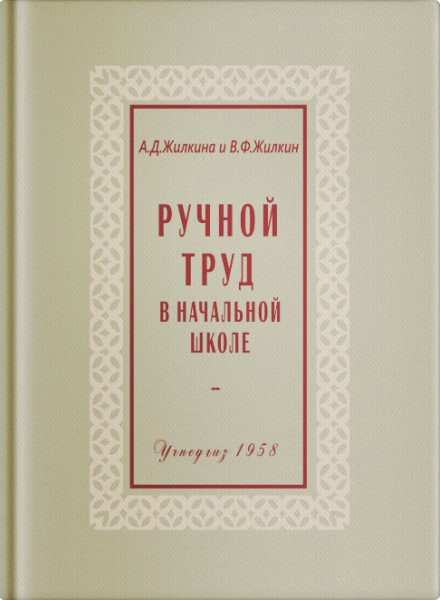 А.Д.Жилкина и В.Ф.Жилкин
РУЧНОЙ
ТРУД
В НАЧАЛЬНОЙ
ШКОЛЕ
Учпедгиз 1958